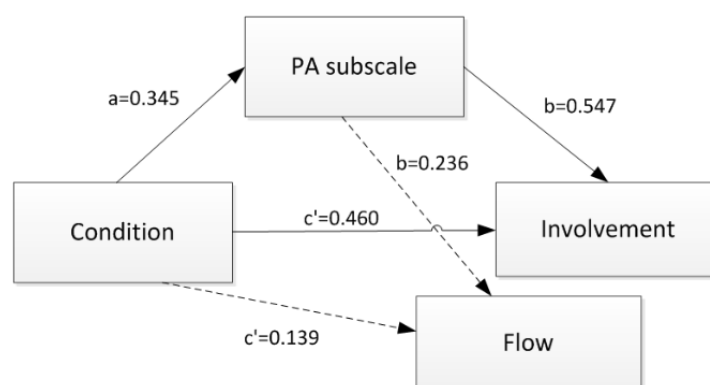 PA subscale
a=0.345
b=0.547
b=0.236
Condition
c'=0.460
Involvement
c'=0.139
Flow